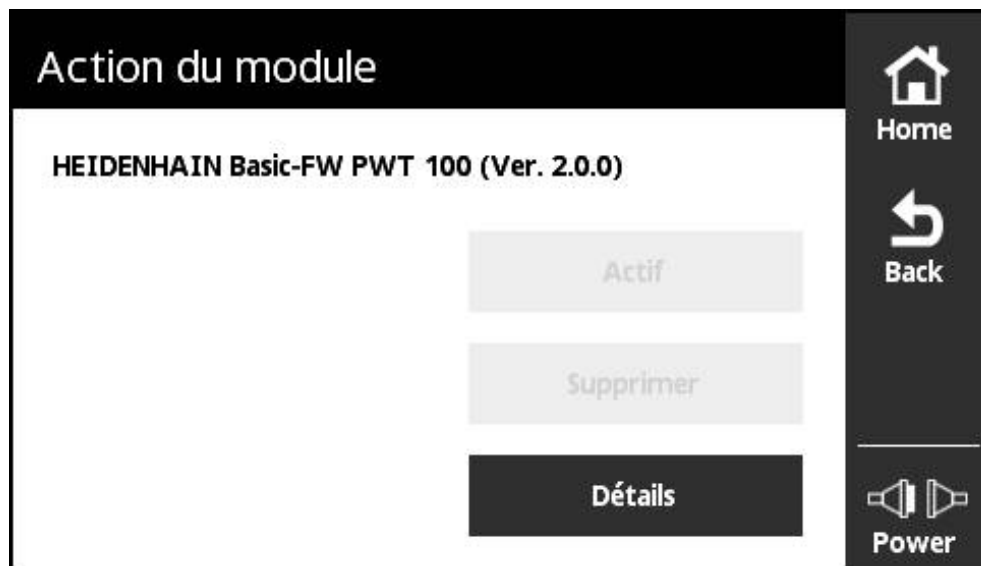 Action du module
HEIDENHAIN Basic-FW PWT 100 (Ver. 2.0.0)
Actif
Supprimer
Détails
Home
Back
Power